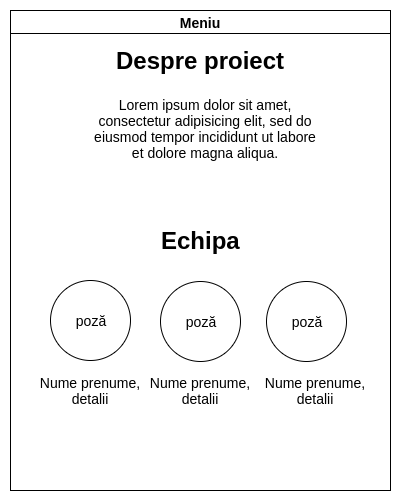 Meniu
Despre proiect
Lorem ipsum dolor sit amet,
consectetur adipisicing elit, sed do
eiusmod tempor incididunt ut labore
et dolore magna aliqua.
Echipa
poză poză poză
Nume prenume, Nume prenume, Nume prenume,
detalii detalii detalii